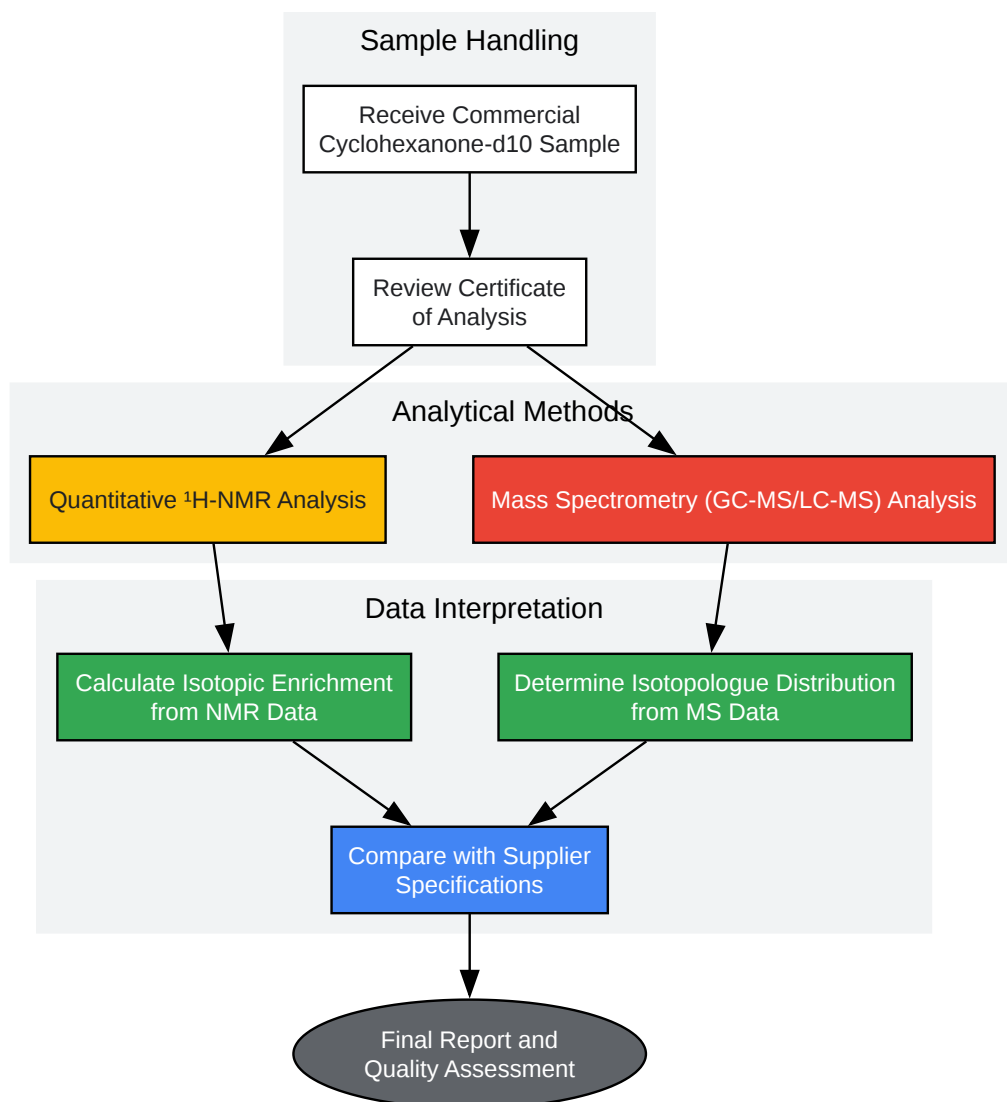 Sample Handling
Receive Commercial
Cyclohexanone-d10 Sample
Review Certificate
of Analysis
Analytical Methods
Quantitative ¹H-NMR Analysis
Mass Spectrometry (GC-MS/LC-MS) Analysis
Data Interpretation
Calculate Isotopic Enrichment
from NMR Data
Determine Isotopologue Distribution
from MS Data
Compare with Supplier
Specifications
Final Report and
Quality Assessment